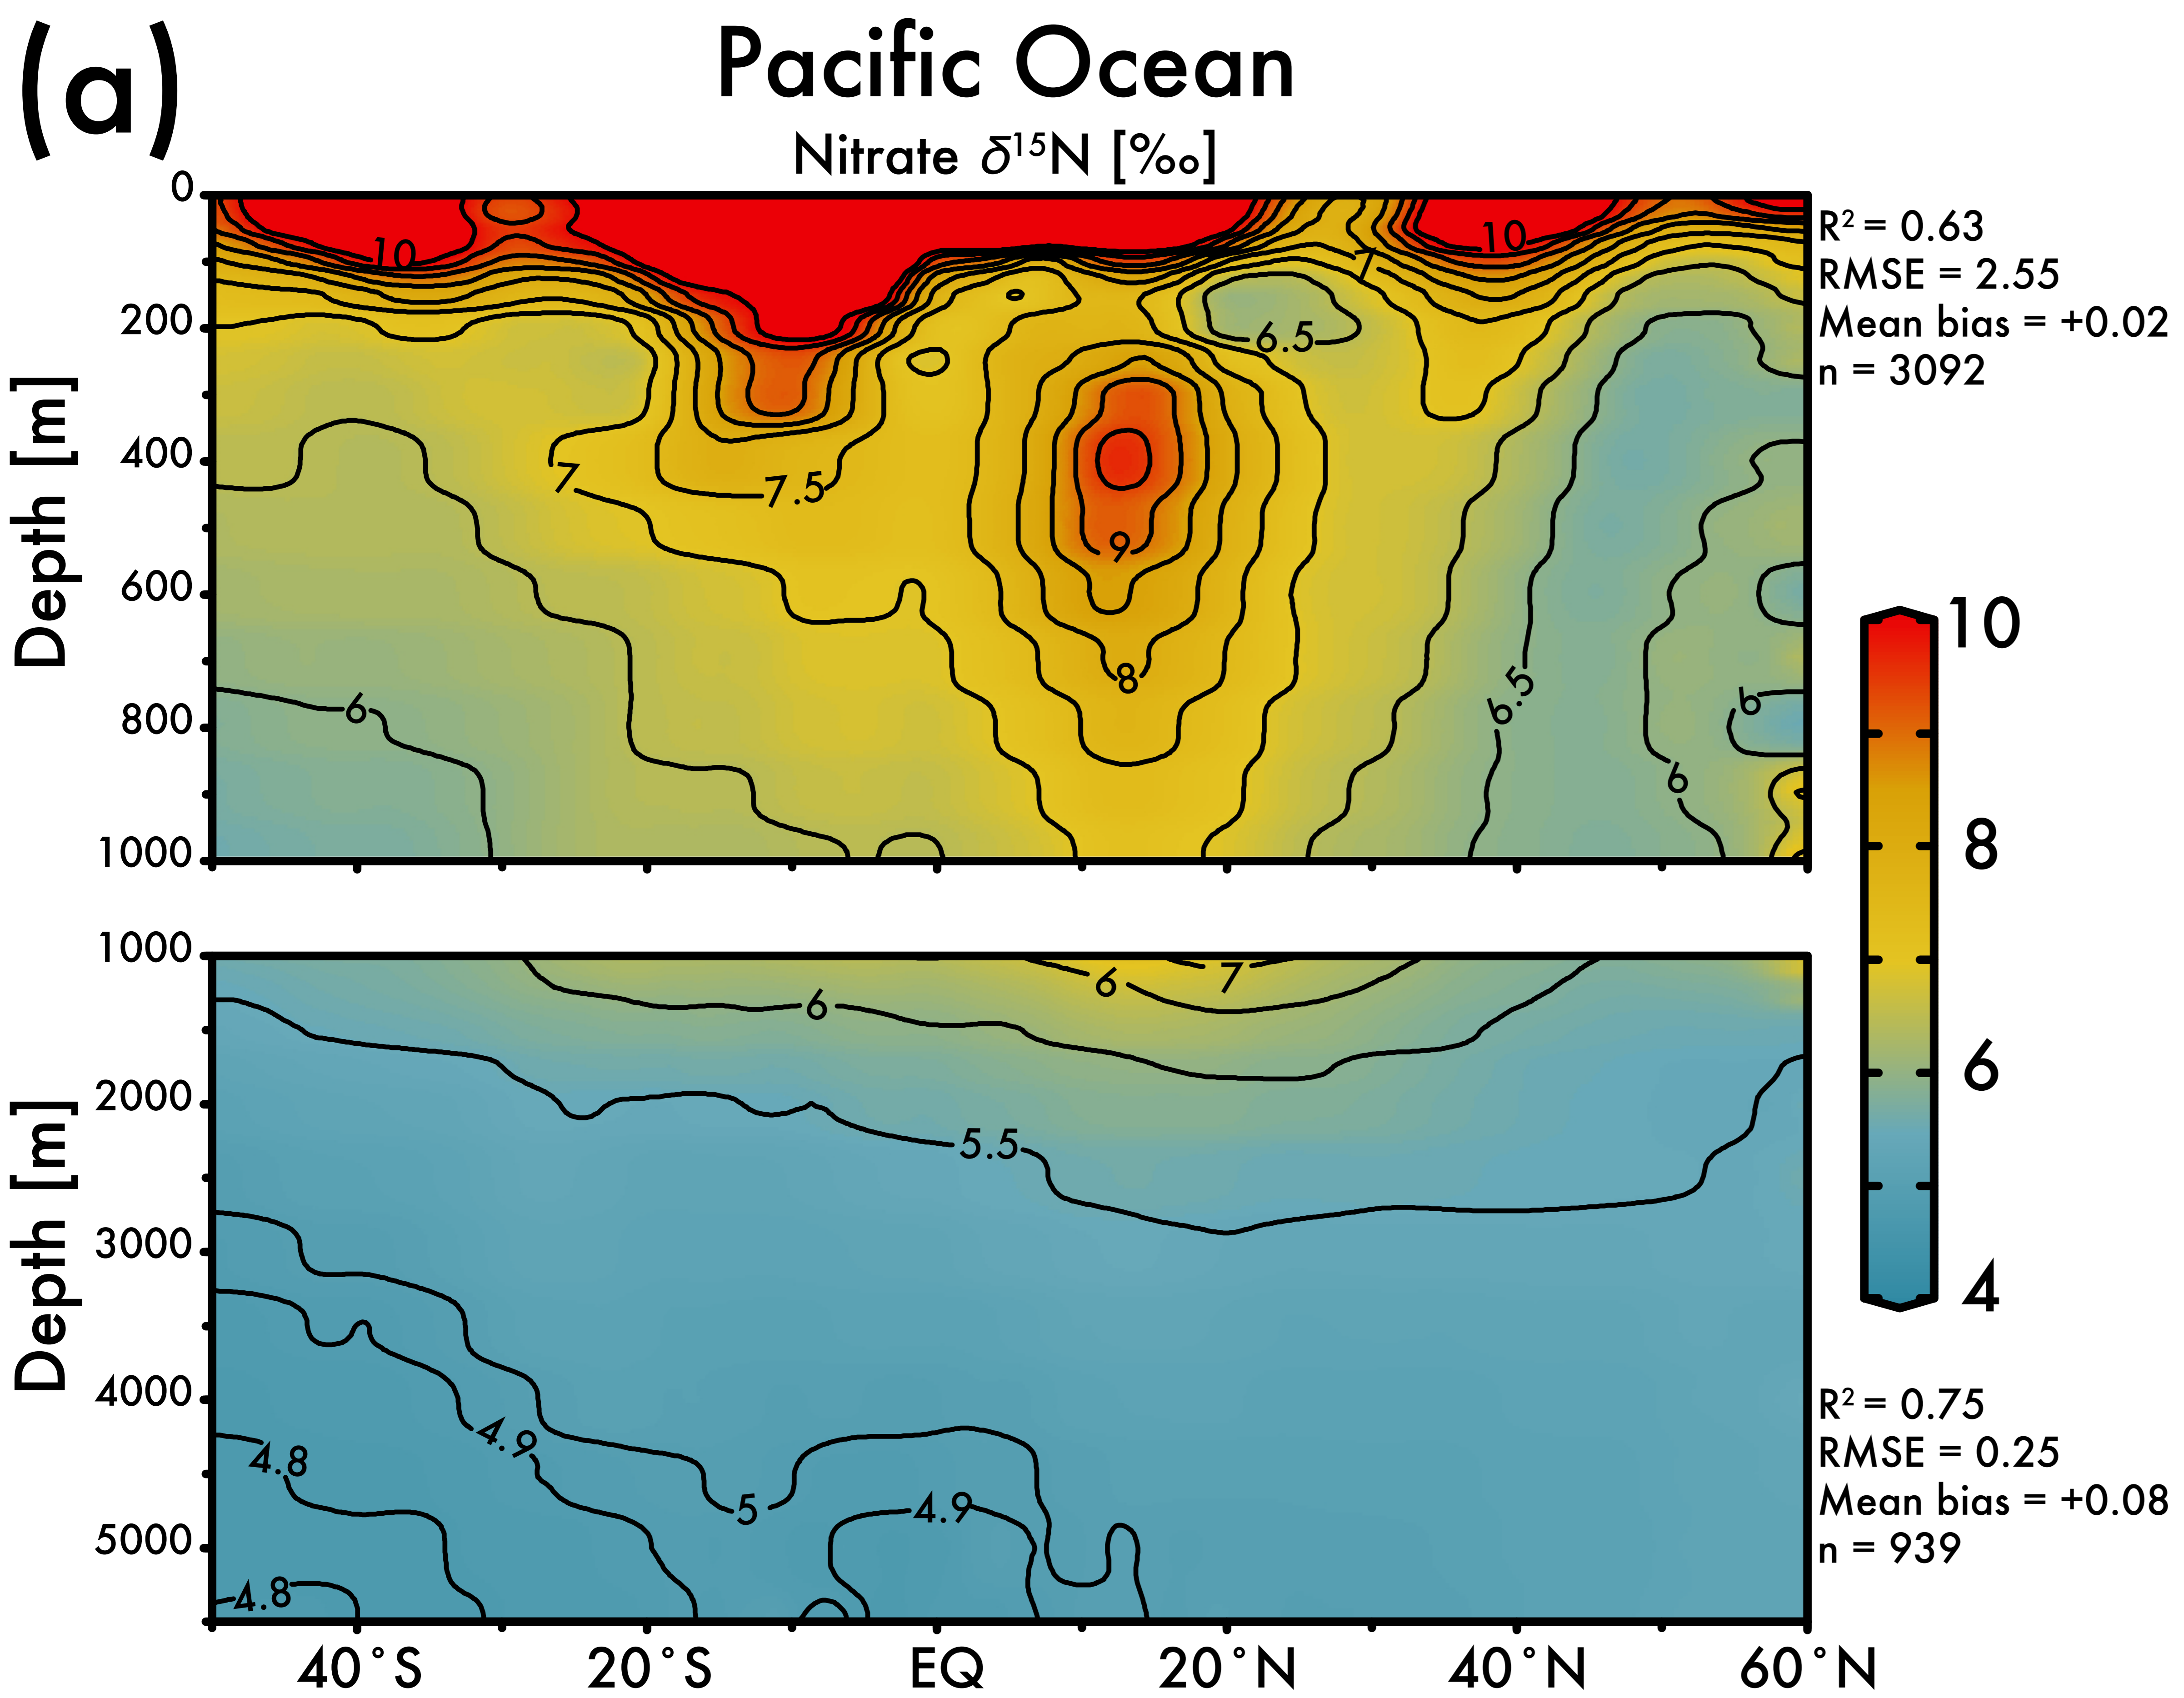 (a)
Pacific Ocean
Nitrate δ¹⁵N [‰]
0
200
400
600
800
1000
Depth [m]
10
10
7
6.5
7
7.5
9
8
6
6.5
6
6
R² = 0.63
RMSE = 2.55
Mean bias = +0.02
n = 3092
10
8
6
4
1000
2000
3000
4000
5000
Depth [m]
6
7
6
5.5
4.9
4.8
5
4.9
4.8
R² = 0.75
RMSE = 0.25
Mean bias = +0.08
n = 939
40°S 20°S EQ 20°N 40°N 60°N